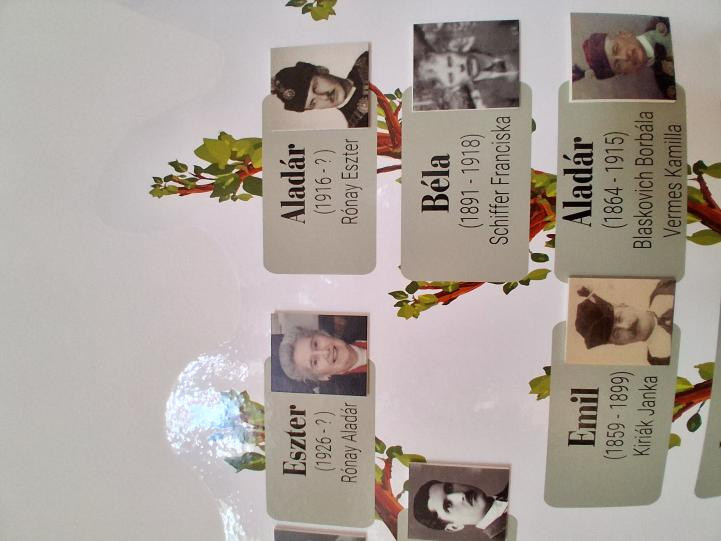 Eszter
(1926 - ? )
Rónay Aladár
Aladár
(1916 - ? )
Rónay Eszter
Béla
(1891 - 1918)
Schiffer Franciska
Emil
(1859 - 1899)
Kiriák Janka
Aladár
(1864 - 1915)
Blaskovich Borbála
Vermes Kamilla